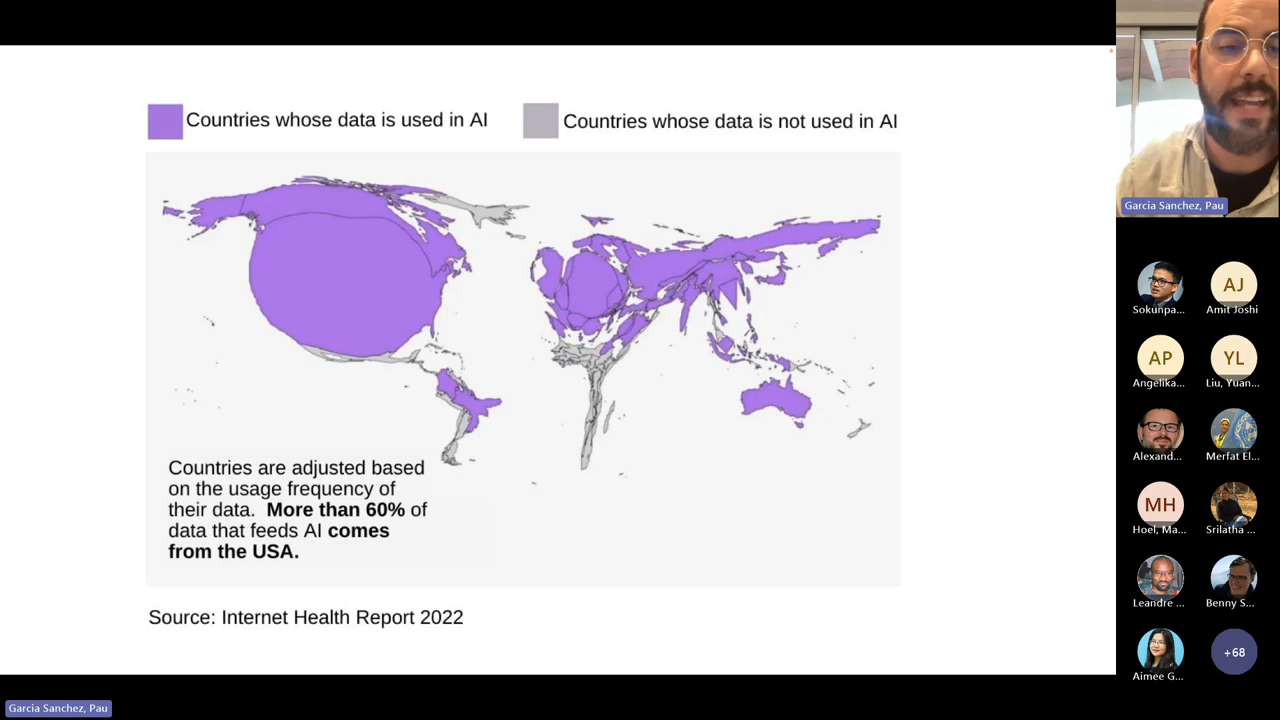 Countries whose data is used in AI
Countries whose data is not used in AI
Countries are adjusted based
on the usage frequency of
their data. More than 60% of
data that feeds AI comes
from the USA.
Source: Internet Health Report 2022
Garcia Sanchez, Pau
Sokunpa...
AJ
Amit Joshi
AP
Angelika...
YL
Liu, Yuan...
Alexand...
Merfat El...
MH
Hoel, Ma...
Srilatha ...
Leandre ...
Benny S...
Aimee G...
+68
Garcia Sanchez, Pau